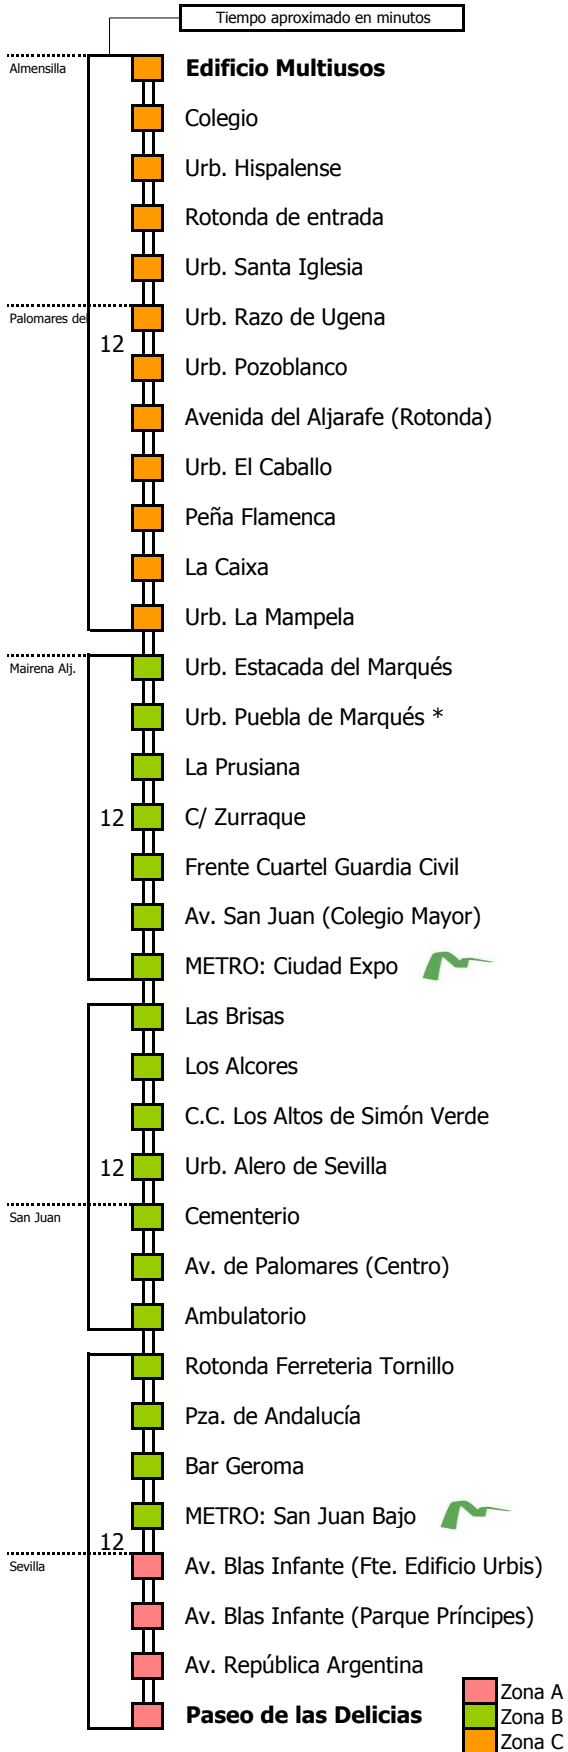 Tiempo aproximado en minutos
Almensilla
Edificio Multiusos
Colegio
Urb. Hispalense
Rotonda de entrada
Urb. Santa Iglesia
Palomares del
Urb. Razo de Ugena
12
Urb. Pozoblanco
Avenida del Aljarafe (Rotonda)
Urb. El Caballo
Peña Flamenca
La Caixa
Urb. La Mampela
Mairena Alj.
Urb. Estacada del Marqués
Urb. Puebla de Marqués *
La Prusiana
12
C/ Zurraque
Frente Cuartel Guardia Civil
Av. San Juan (Colegio Mayor)
METRO: Ciudad Expo
Las Brisas
Los Alcores
C.C. Los Altos de Simón Verde
12
Urb. Alero de Sevilla
San Juan
Cementerio
Av. de Palomares (Centro)
Ambulatorio
Rotonda Ferreteria Tornillo
Pza. de Andalucía
Bar Geroma
METRO: San Juan Bajo
12
Sevilla
Av. Blas Infante (Fte. Edificio Urbis)
Av. Blas Infante (Parque Príncipes)
Av. República Argentina
Paseo de las Delicias
Zona A
Zona B
Zona C